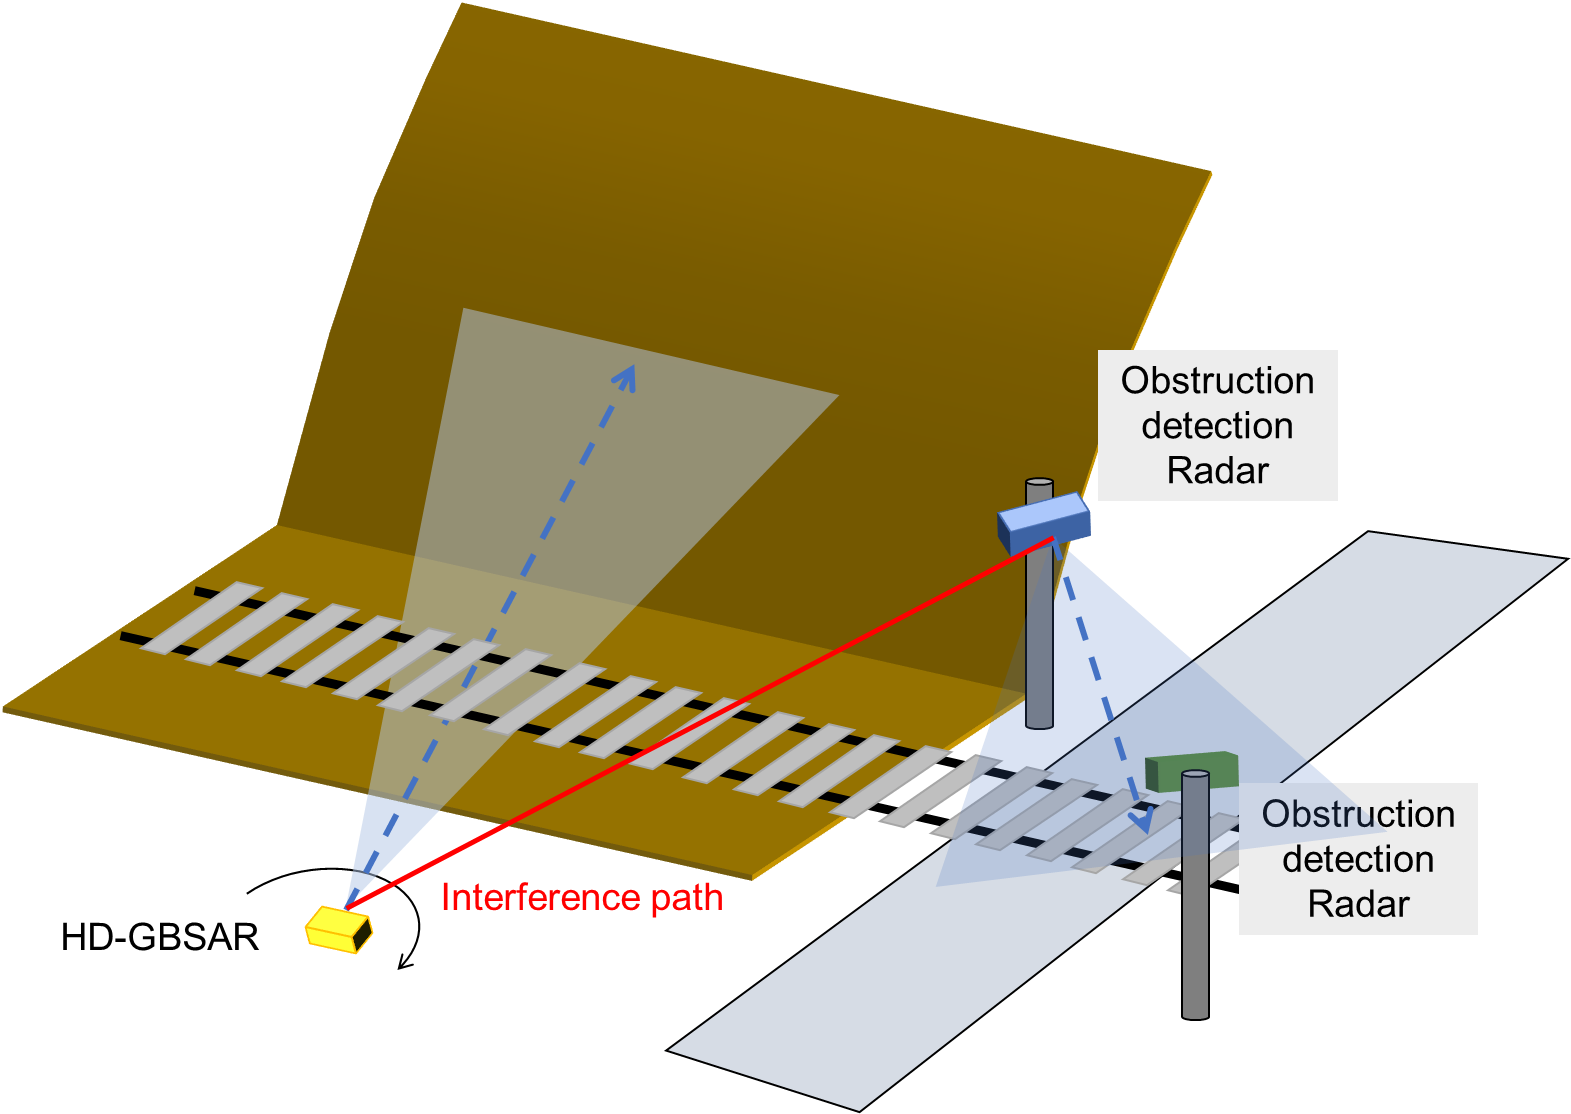 Obstruction
detection
Radar
Obstruction
detection
Radar
Interference path
HD-GBSAR